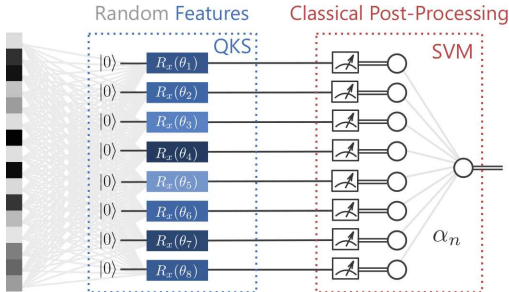 Random Features
Classical Post-Processing
QKS
SVM
|0⟩ Rₓ(θ₁)
|0⟩ Rₓ(θ₂)
|0⟩ Rₓ(θ₃)
|0⟩ Rₓ(θ₄)
|0⟩ Rₓ(θ₅)
|0⟩ Rₓ(θ₆)
|0⟩ Rₓ(θ₇)
|0⟩ Rₓ(θ₈)
αₙ